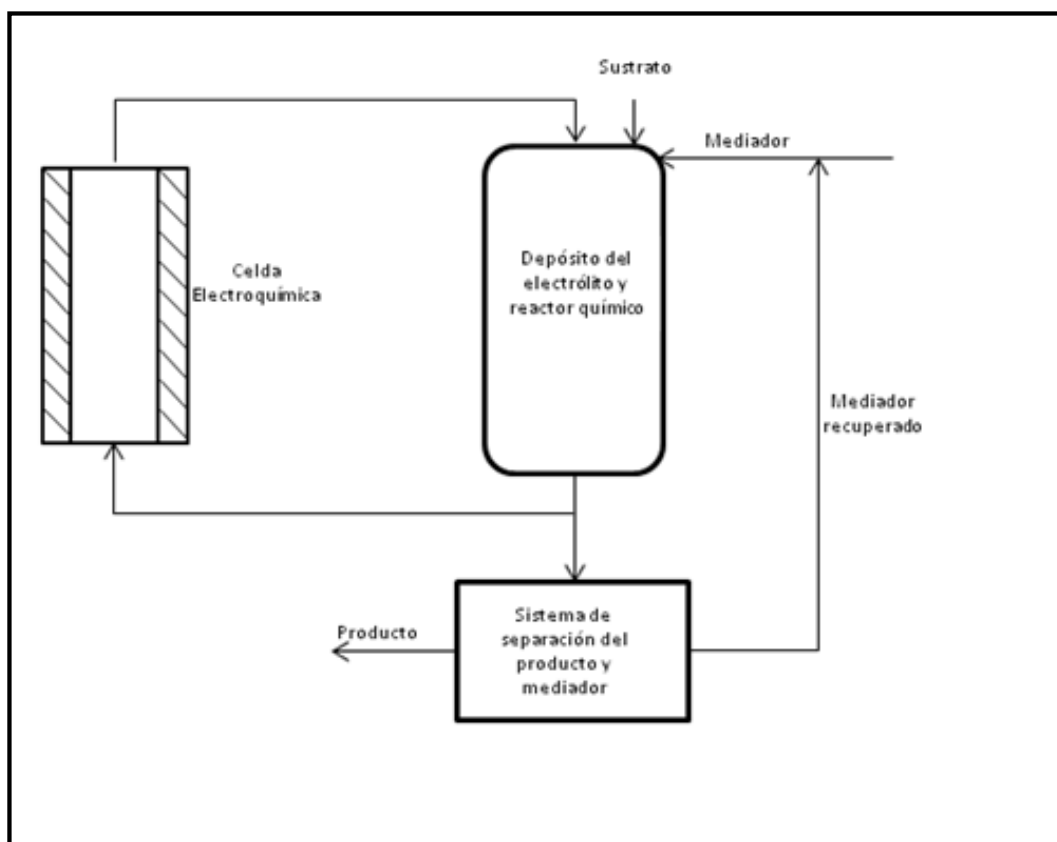 Sustrato
Mediador
Celda
Electroquímica
Depósito del
electrólito y
reactor químico
Mediador
recuperado
Sistema de
separación del
producto y
mediador
Producto